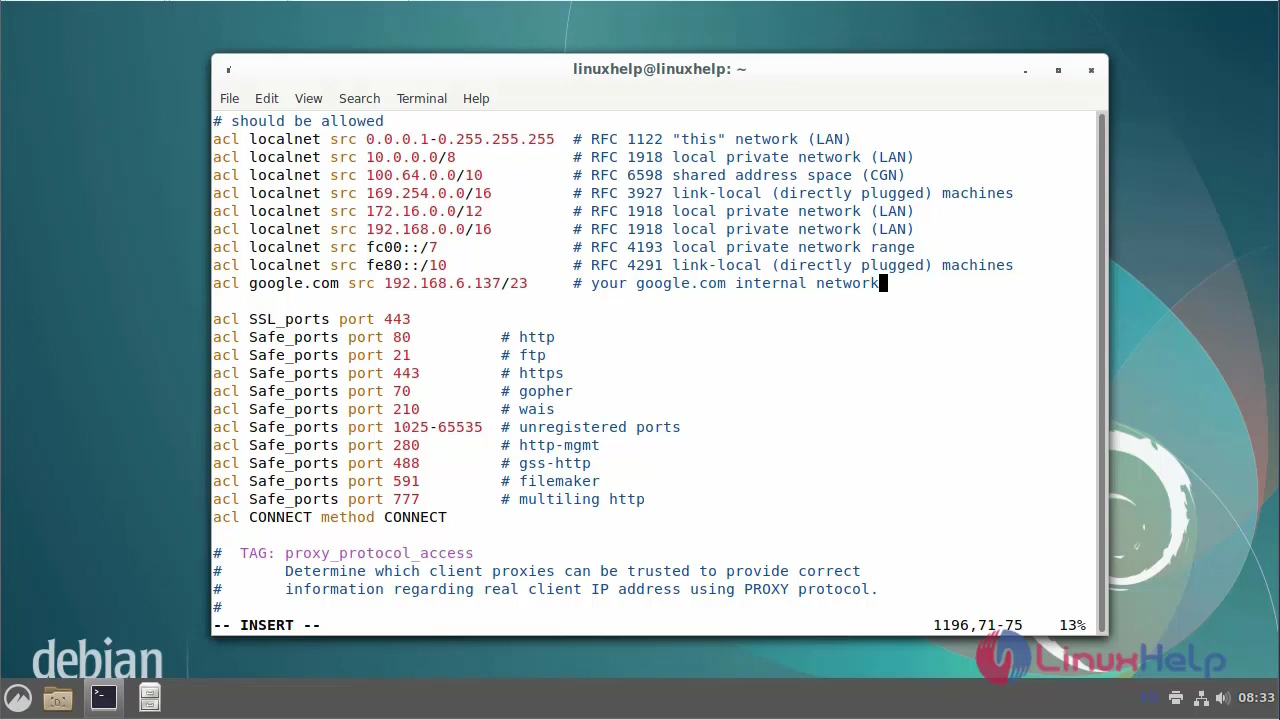 linuxhelp@linuxhelp: ~
File Edit View Search Terminal Help
# should be allowed
acl localnet src 0.0.0.1-0.255.255.255  # RFC 1122 "this" network (LAN)
acl localnet src 10.0.0.0/8             # RFC 1918 local private network (LAN)
acl localnet src 100.64.0.0/10          # RFC 6598 shared address space (CGN)
acl localnet src 169.254.0.0/16         # RFC 3927 link-local (directly plugged) machines
acl localnet src 172.16.0.0/12          # RFC 1918 local private network (LAN)
acl localnet src 192.168.0.0/16         # RFC 1918 local private network (LAN)
acl localnet src fc00::/7               # RFC 4193 local private network range
acl localnet src fe80::/10              # RFC 4291 link-local (directly plugged) machines
acl google.com src 192.168.6.137/23     # your google.com internal network
acl SSL_ports port 443
acl Safe_ports port 80          # http
acl Safe_ports port 21          # ftp
acl Safe_ports port 443         # https
acl Safe_ports port 70          # gopher
acl Safe_ports port 210         # wais
acl Safe_ports port 1025-65535  # unregistered ports
acl Safe_ports port 280         # http-mgmt
acl Safe_ports port 488         # gss-http
acl Safe_ports port 591         # filemaker
acl Safe_ports port 777         # multiling http
acl CONNECT method CONNECT
#  TAG: proxy_protocol_access
#       Determine which client proxies can be trusted to provide correct
#       information regarding real client IP address using PROXY protocol.
#
-- INSERT --    1196,71-75    13%
debian
LinuxHelp
08:33